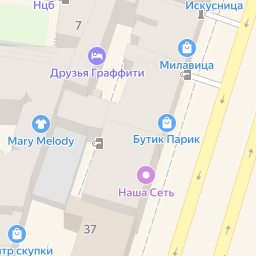 Нцб
Искусница
7
Милавица
Друзья Граффити
Mary Melody
Бутик Парик
Наша Сеть
37
нтр скупки